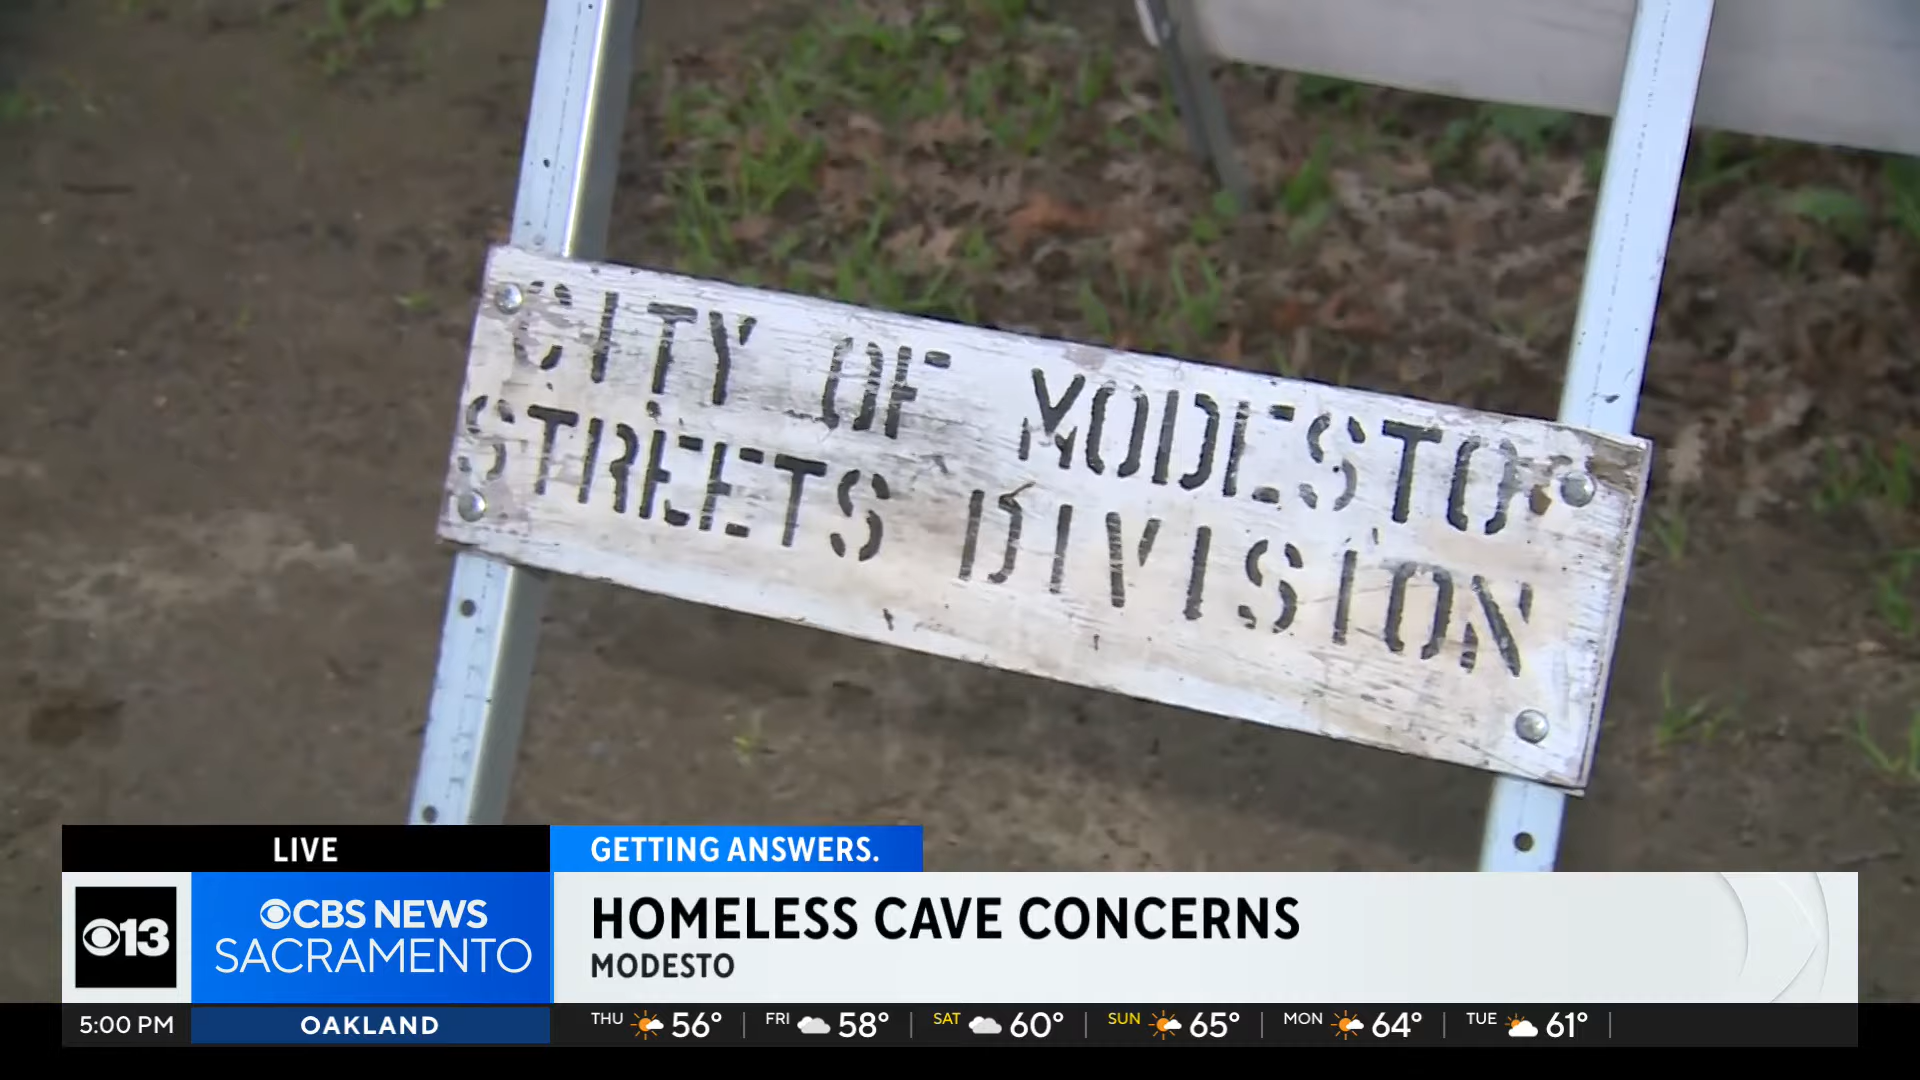 CITY OF MODESTO
STREETS DIVISION
LIVE
GETTING ANSWERS.
13
CBS NEWS
SACRAMENTO
HOMELESS CAVE CONCERNS
MODESTO
5:00 PM
OAKLAND
THU 56° FRI 58° SAT 60° SUN 65° MON 64° TUE 61°